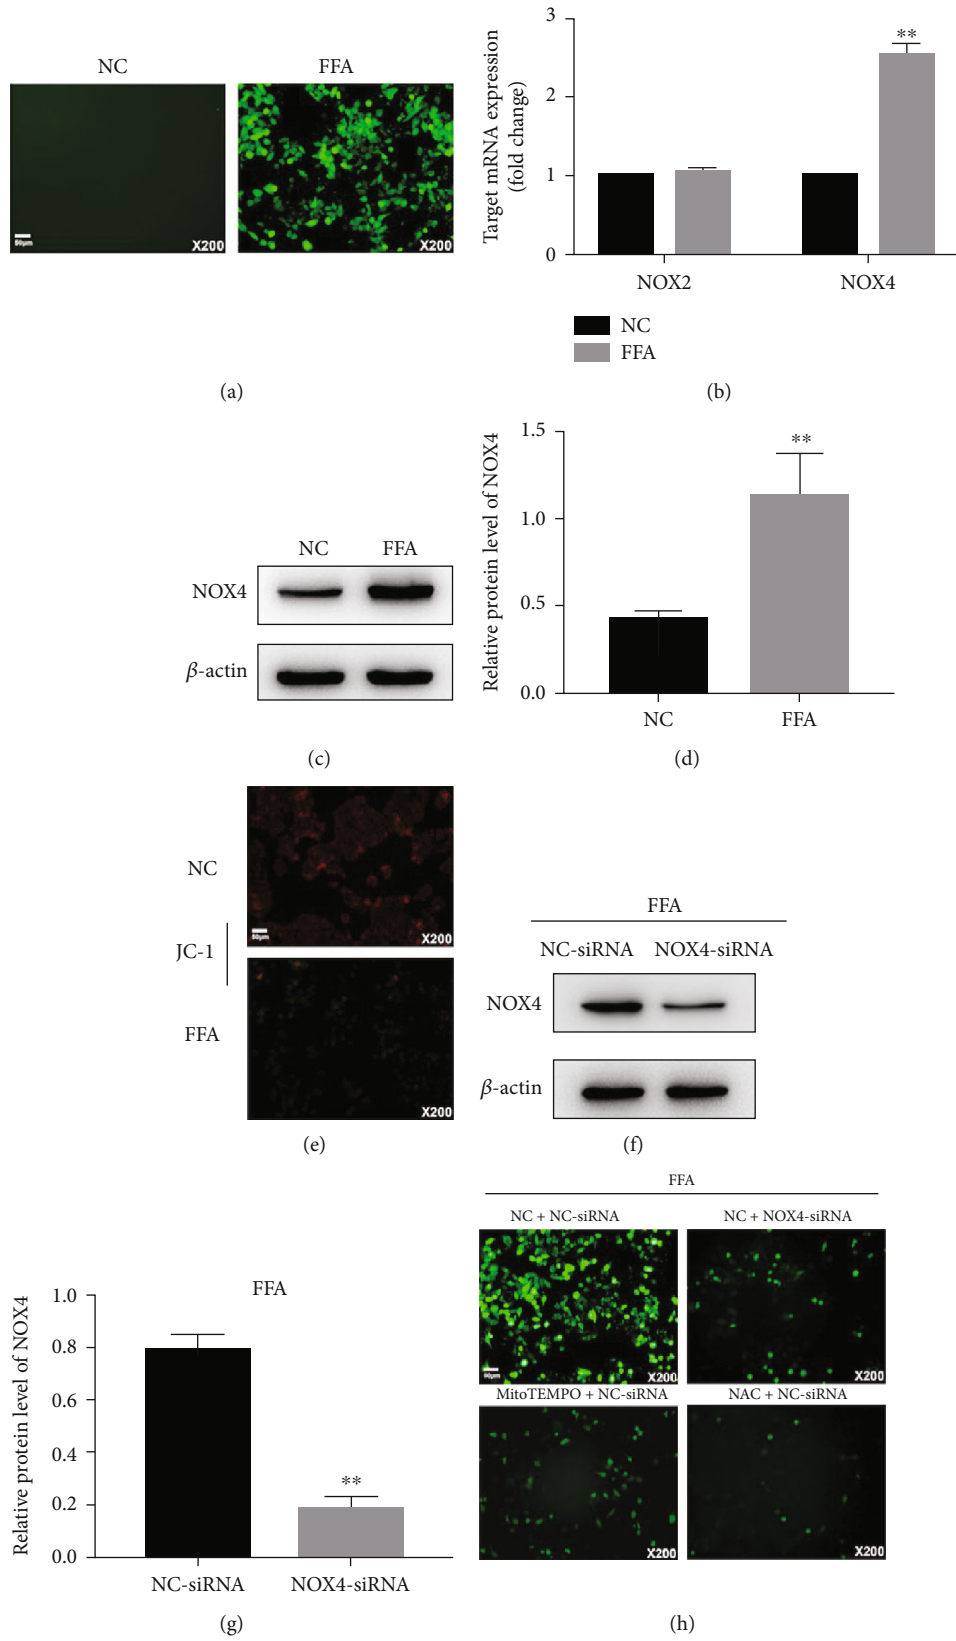 NC FFA
50μm X200 X200
(a)
Target mRNA expression
(fold change)
3
2
1
0
**
NOX2 NOX4
NC
FFA
(b)
NC FFA
NOX4
β-actin
(c)
Relative protein level of NOX4
1.5
1.0
0.5
0.0
**
NC FFA
(d)
NC
50μm X200
JC-1
FFA
X200
(e)
FFA
NC-siRNA NOX4-siRNA
NOX4
β-actin
(f)
Relative protein level of NOX4
FFA
1.0
0.8
0.6
0.4
0.2
0.0
**
NC-siRNA NOX4-siRNA
(g)
FFA
NC + NC-siRNA NC + NOX4-siRNA
50μm X200 X200
MitoTEMPO + NC-siRNA NAC + NC-siRNA
X200 X200
(h)